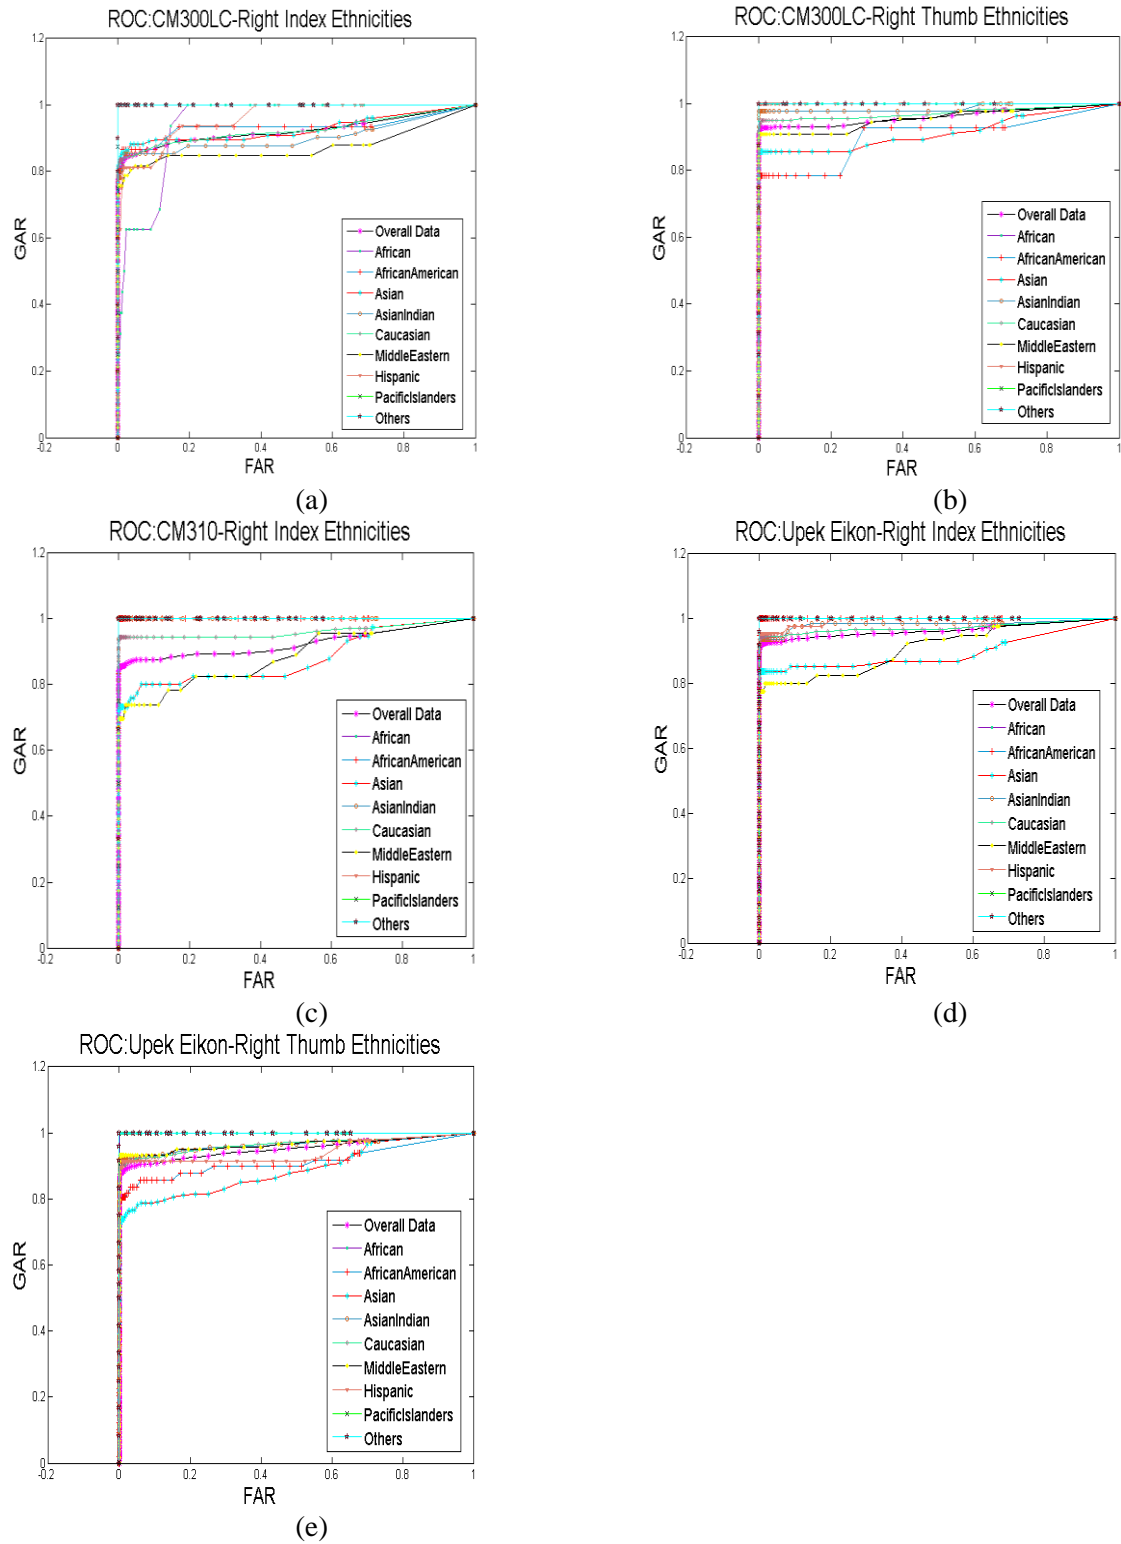 ROC:CM300LC-Right Index Ethnicities
1.2
1
0.8
0.6
0.4
0.2
0
-0.2 0 0.2 0.4 0.6 0.8 1
GAR
FAR
Overall Data
African
AfricanAmerican
Asian
AsianIndian
Caucasian
MiddleEastern
Hispanic
PacificIslanders
Others
(a)
ROC:CM300LC-Right Thumb Ethnicities
1.2
1
0.8
0.6
0.4
0.2
0
-0.2 0 0.2 0.4 0.6 0.8 1
GAR
FAR
Overall Data
African
AfricanAmerican
Asian
AsianIndian
Caucasian
MiddleEastern
Hispanic
PacificIslanders
Others
(b)
ROC:CM310-Right Index Ethnicities
1.2
1
0.8
0.6
0.4
0.2
0
-0.2 0 0.2 0.4 0.6 0.8 1
GAR
FAR
Overall Data
African
AfricanAmerican
Asian
AsianIndian
Caucasian
MiddleEastern
Hispanic
PacificIslanders
Others
(c)
ROC:Upek Eikon-Right Index Ethnicities
1.2
1
0.8
0.6
0.4
0.2
0
-0.2 0 0.2 0.4 0.6 0.8 1
GAR
FAR
Overall Data
African
AfricanAmerican
Asian
AsianIndian
Caucasian
MiddleEastern
Hispanic
PacificIslanders
Others
(d)
ROC:Upek Eikon-Right Thumb Ethnicities
1.2
1
0.8
0.6
0.4
0.2
0
-0.2 0 0.2 0.4 0.6 0.8 1
GAR
FAR
Overall Data
African
AfricanAmerican
Asian
AsianIndian
Caucasian
MiddleEastern
Hispanic
PacificIslanders
Others
(e)